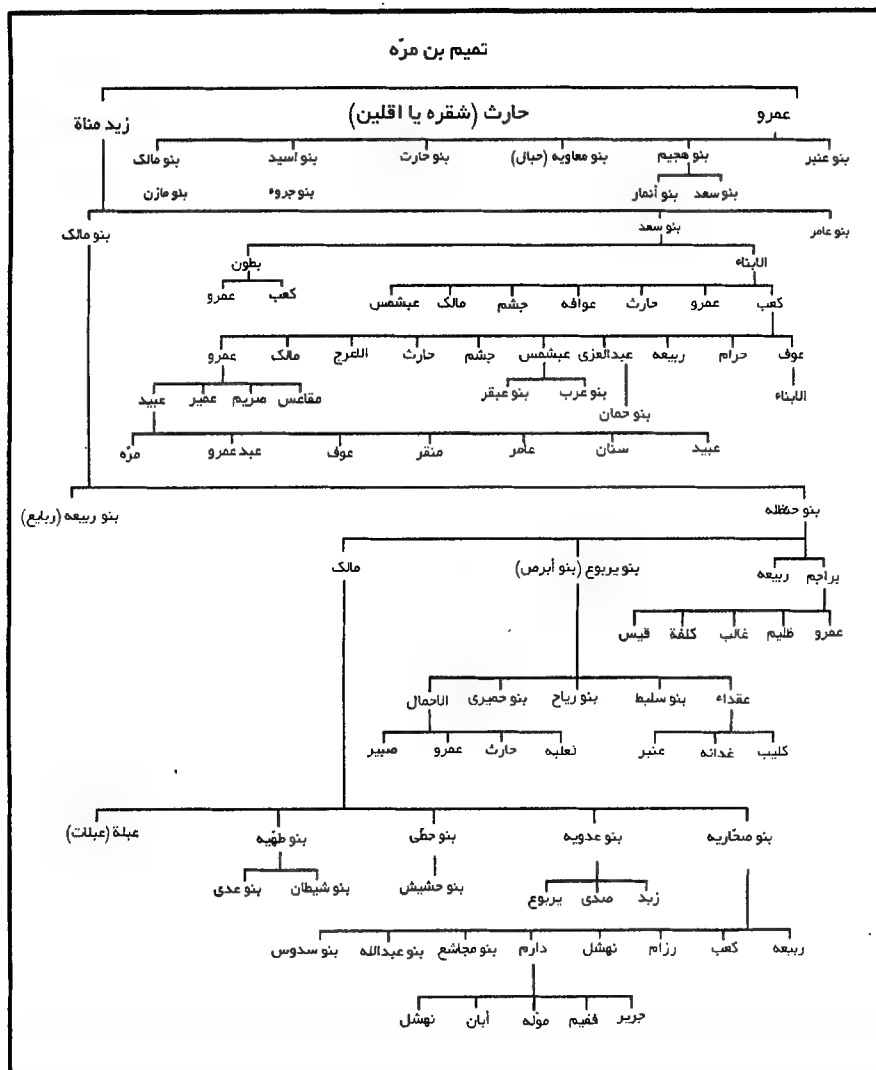 تمیم بن مرّه
عمرو حارث (شقره یا اقلین) زید مناة
بنو عنبر بنو هجیم بنو معاویه (حبال) بنو حارث بنو اسید بنو مالک
بنو سعد بنو أنمار بنو جروه بنو مازن
بنو عامر بنو سعد بنو مالک
الابناء بطون
کعب عمرو حارث عوافه جشم مالک عبشمس کعب عمرو
عوف حرام ربیعه عبدالعزی عبشمس جشم حارث الاعرج مالک عمرو
الابناء بنو حمان بنو عرب بنو عبقر مقاعس صریم عمیر عبید
عبید سنان عامر منقر عوف عبد عمرو مرّه
بنو حنظله بنو ربیعه (ربایع)
براجم ربیعه بنو یربوع (بنو أبرص) مالک
عمرو ظلیم غالب کلفة قیس
عقداء بنو سلیط بنو ریاح بنو حمیری الاحمال
کلیب غدانه عنبر ثعلبه حارث عمرو صبیر
بنو صحّاریه بنو عدویه بنو حطّی بنو طهّیه عبلة (عبلات)
زید صدی یربوع بنو حشیش بنو شیطان بنو عدی
ربیعه کعب رزام نهشل دارم بنو مجاشع بنو عبدالله بنو سدوس
جریر فقیم موله أبان نهشل